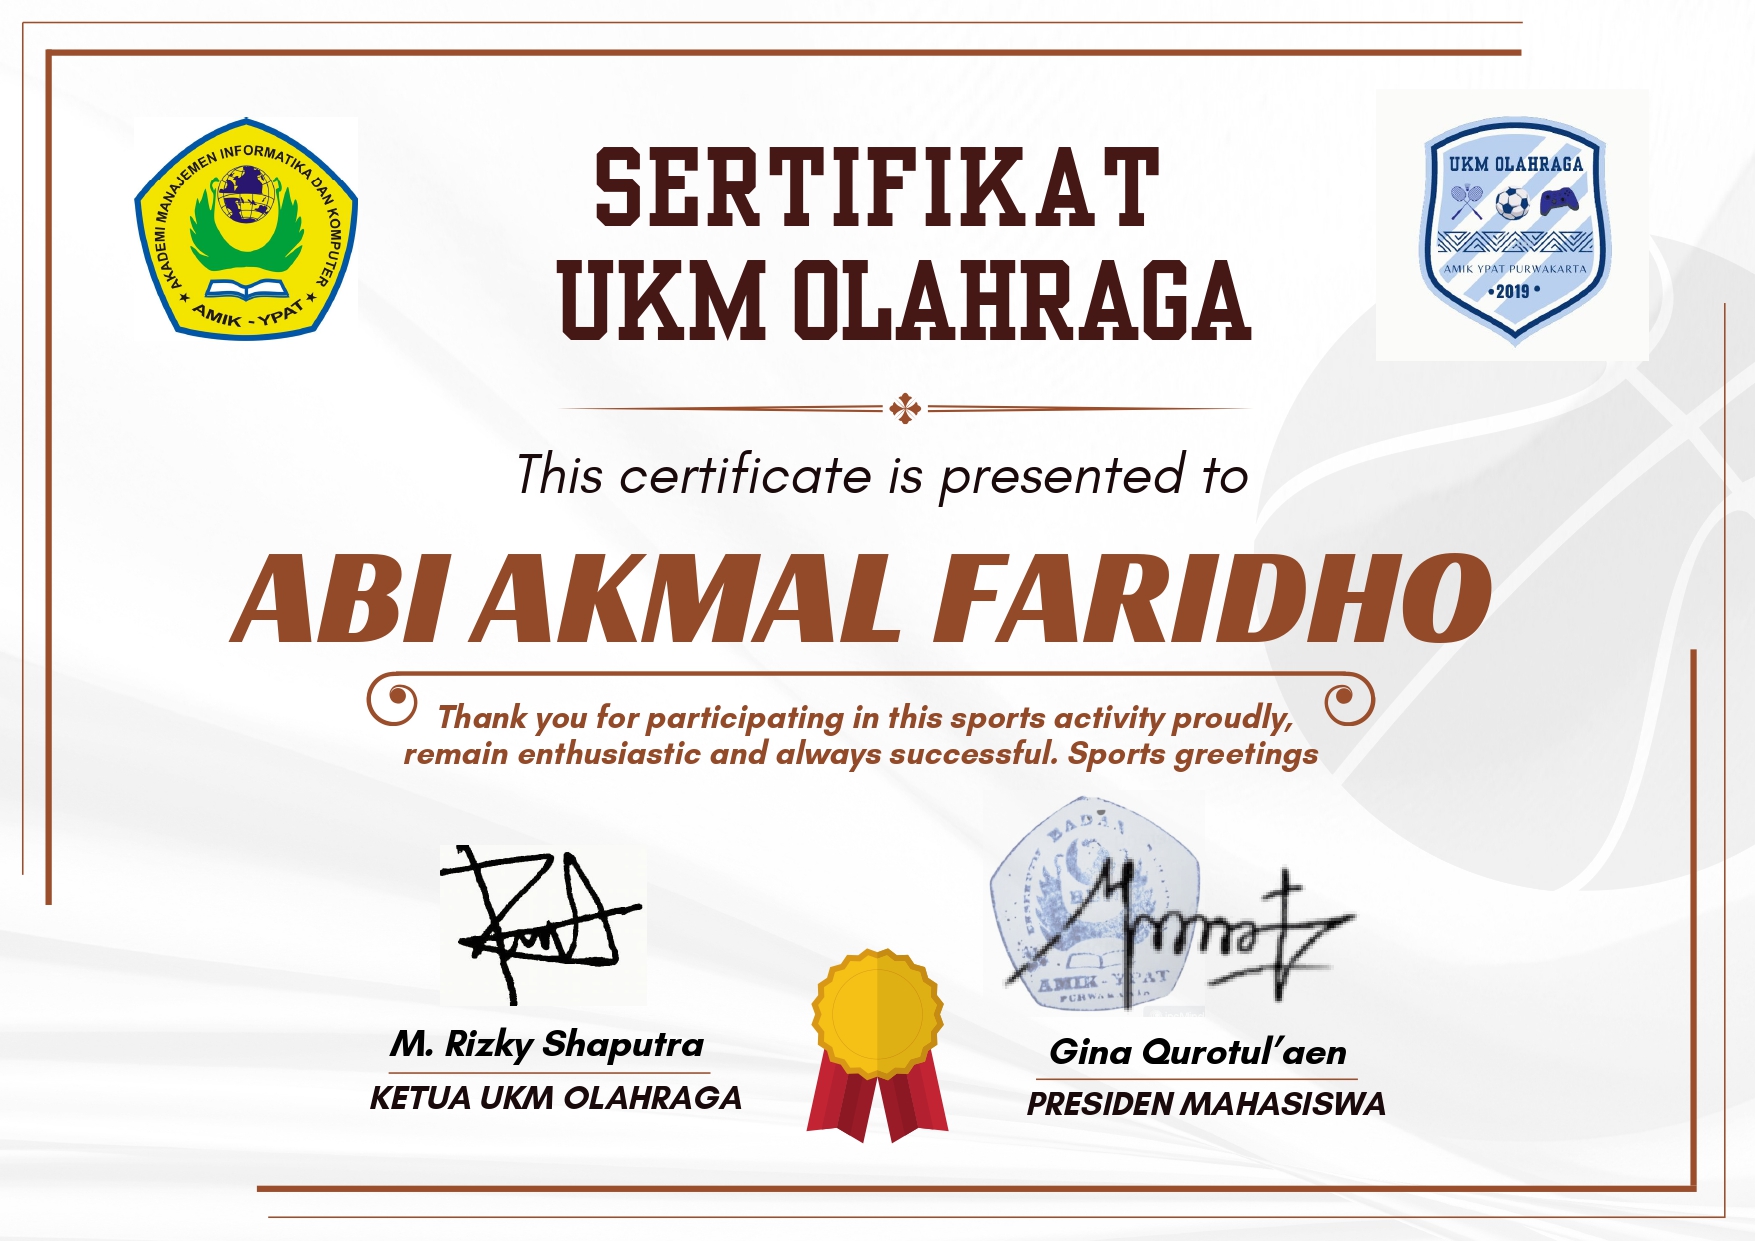 AKADEMI MANAJEMEN INFORMATIKA DAN KOMPUTER
AMIK - YPAT
UKM OLAHRAGA
AMIK YPAT PURWAKARTA
•2019•
SERTIFIKAT
UKM OLAHRAGA
This certificate is presented to
ABI AKMAL FARIDHO
Thank you for participating in this sports activity proudly,
remain enthusiastic and always successful. Sports greetings
BADAN
AMIK - YPAT
PURWAKARTA
M. Rizky Shaputra
KETUA UKM OLAHRAGA
Gina Qurotul’aen
PRESIDEN MAHASISWA